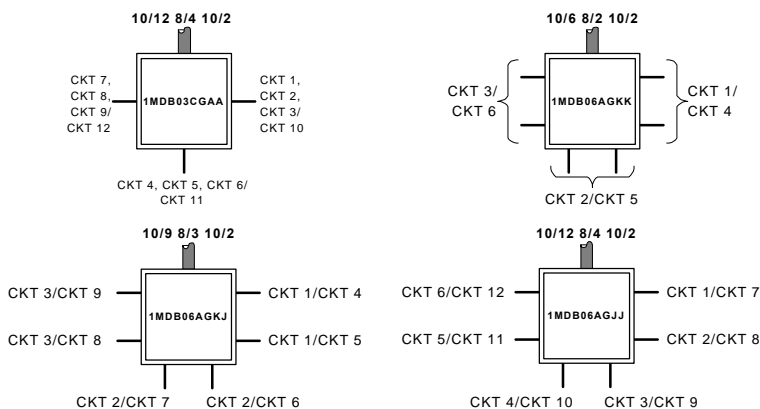 10/12 8/4 10/2
CKT 7,
CKT 8,
CKT 9/
CKT 12
1MDB03CGAA
CKT 1,
CKT 2,
CKT 3/
CKT 10
CKT 4, CKT 5, CKT 6/
CKT 11
10/6 8/2 10/2
CKT 3/
CKT 6
1MDB06AGKK
CKT 1/
CKT 4
CKT 2/CKT 5
10/9 8/3 10/2
CKT 3/CKT 9
CKT 1/CKT 4
1MDB06AGKJ
CKT 3/CKT 8
CKT 1/CKT 5
CKT 2/CKT 7
CKT 2/CKT 6
10/12 8/4 10/2
CKT 6/CKT 12
CKT 1/CKT 7
1MDB06AGJJ
CKT 5/CKT 11
CKT 2/CKT 8
CKT 4/CKT 10
CKT 3/CKT 9